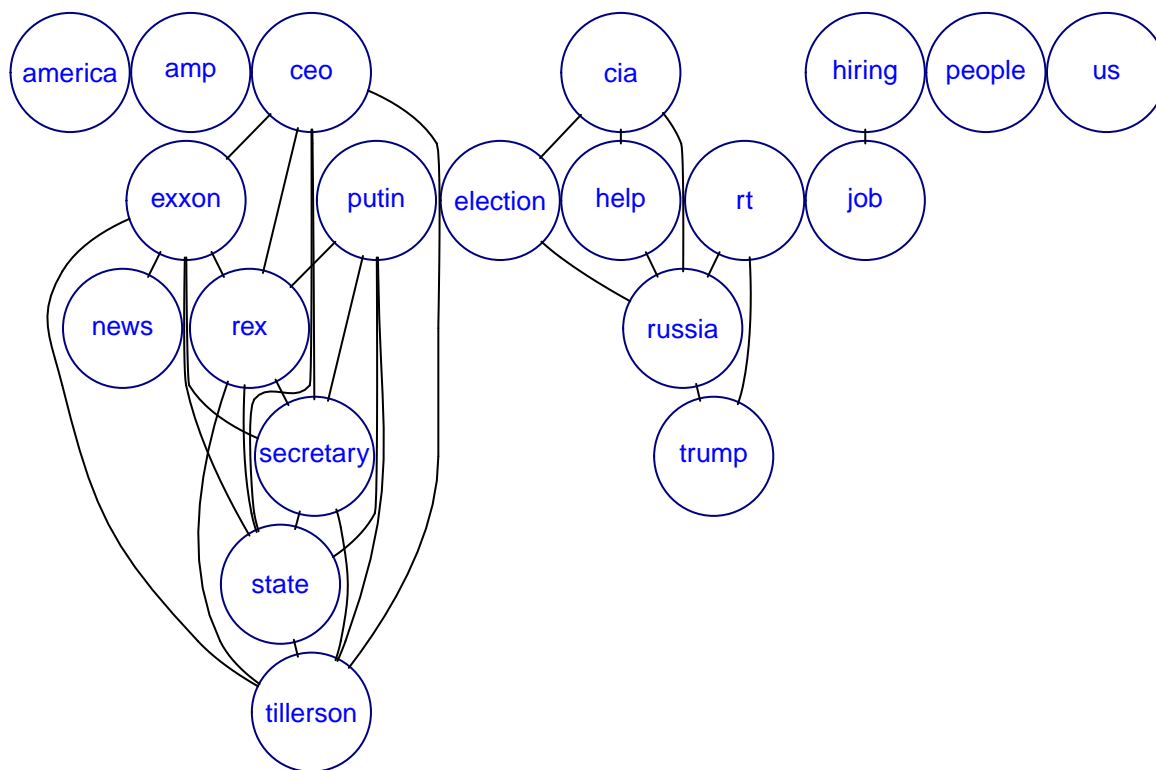 america amp ceo cia hiring people us
exxon putin election help rt job
news rex russia
secretary trump
state
tillerson